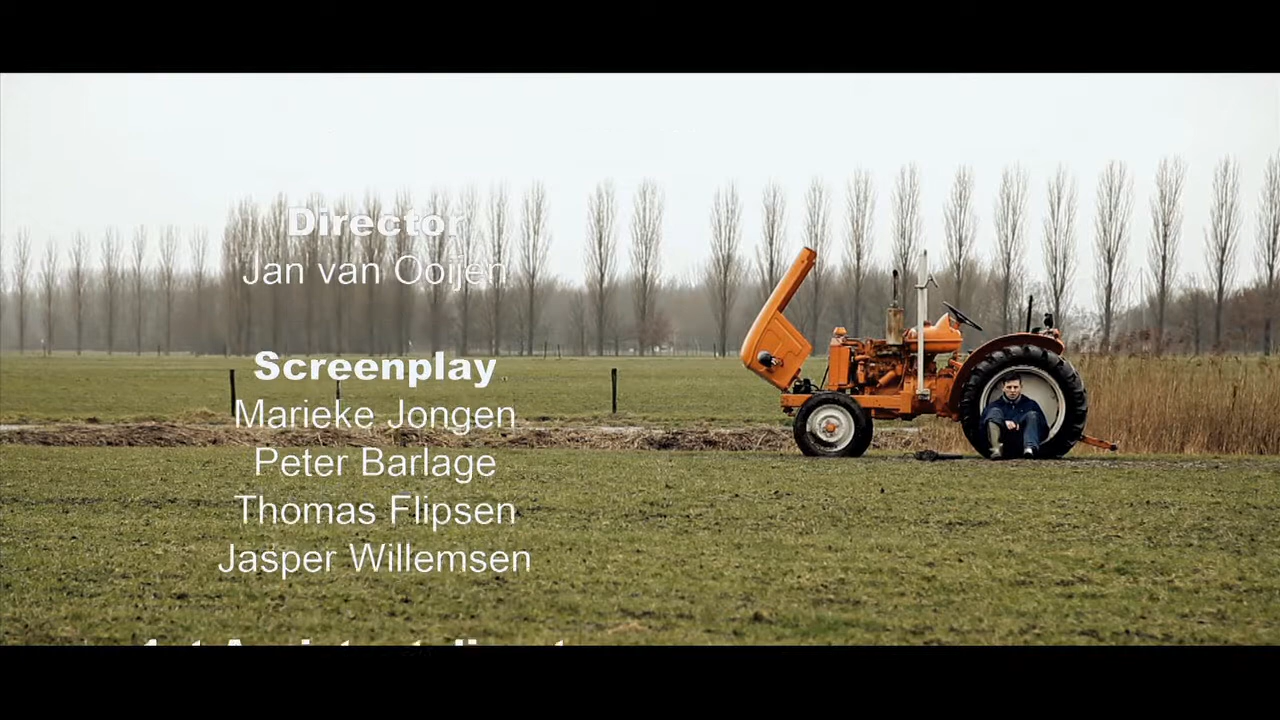 Director
Jan van Ooijen
Screenplay
Marieke Jongen
Peter Barlage
Thomas Flipsen
Jasper Willemsen